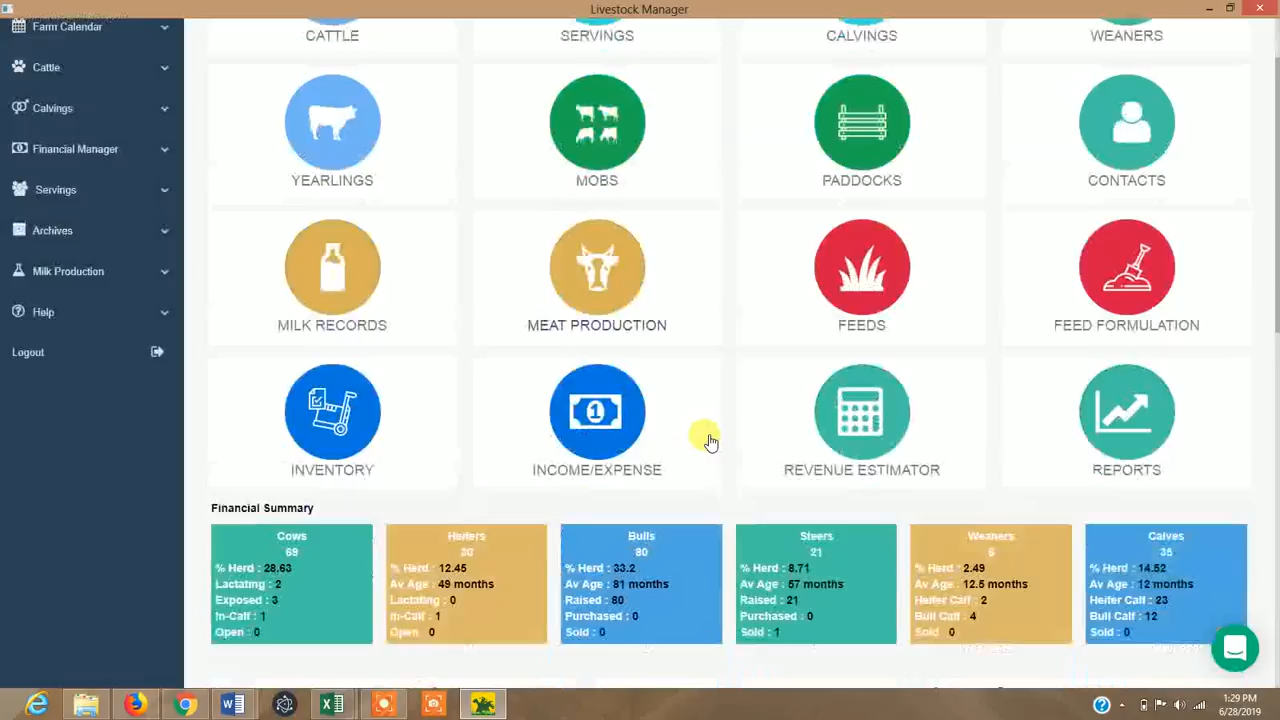 Livestock Manager
Farm Calendar
Cattle
Calvings
Financial Manager
Servings
Archives
Milk Production
Help
Logout
CATTLE SERVINGS CALVINGS WEANERS
YEARLINGS MOBS PADDOCKS CONTACTS
MILK RECORDS MEAT PRODUCTION FEEDS FEED FORMULATION
INVENTORY INCOME/EXPENSE REVENUE ESTIMATOR REPORTS
Financial Summary
Cows
69
% Herd : 28.63
Lactating : 2
Exposed : 3
In-Calf : 1
Open : 0
Heifers
30
% Herd : 12.45
Av Age : 49 months
Lactating : 0
In-Calf : 1
Open : 0
Bulls
80
% Herd : 33.2
Av Age : 81 months
Raised : 80
Purchased : 0
Sold : 0
Steers
21
% Herd : 8.71
Av Age : 57 months
Raised : 21
Purchased : 0
Sold : 1
Weaners
6
% Herd : 2.49
Av Age : 12.5 months
Heifer Calf : 2
Bull Calf : 4
Sold : 0
Calves
35
% Herd : 14.52
Av Age : 12 months
Heifer Calf : 23
Bull Calf : 12
Sold : 0
1:29 PM
6/28/2019